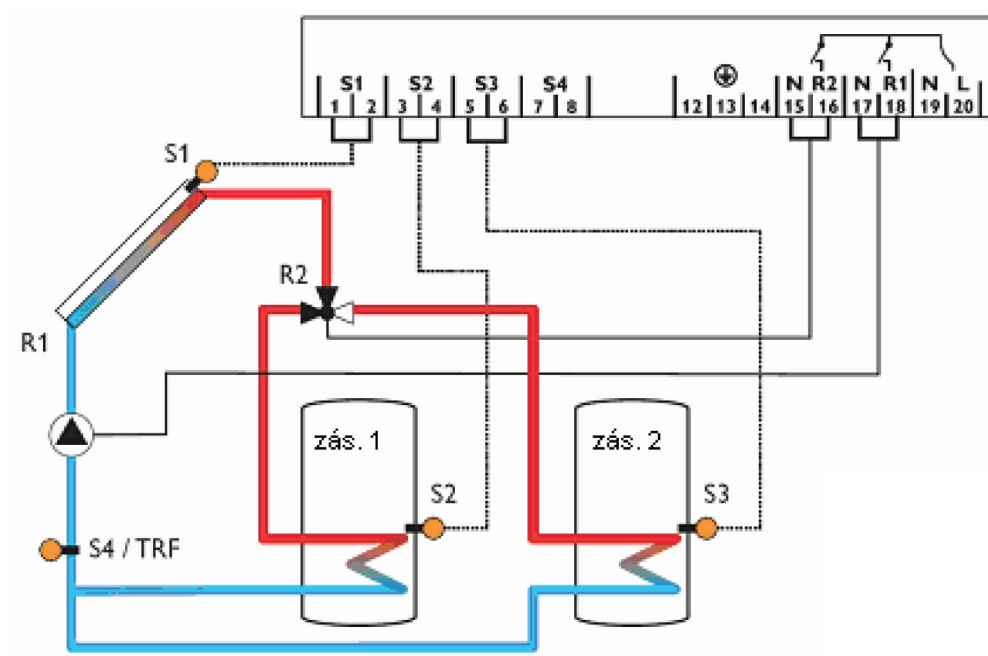 S1 S2 S3 S4 N R2 N R1 N L
1 2 3 4 5 6 7 8 12 13 14 15 16 17 18 19 20
S1
R2
R1
zás. 1
zás. 2
S2
S3
S4 / TRF